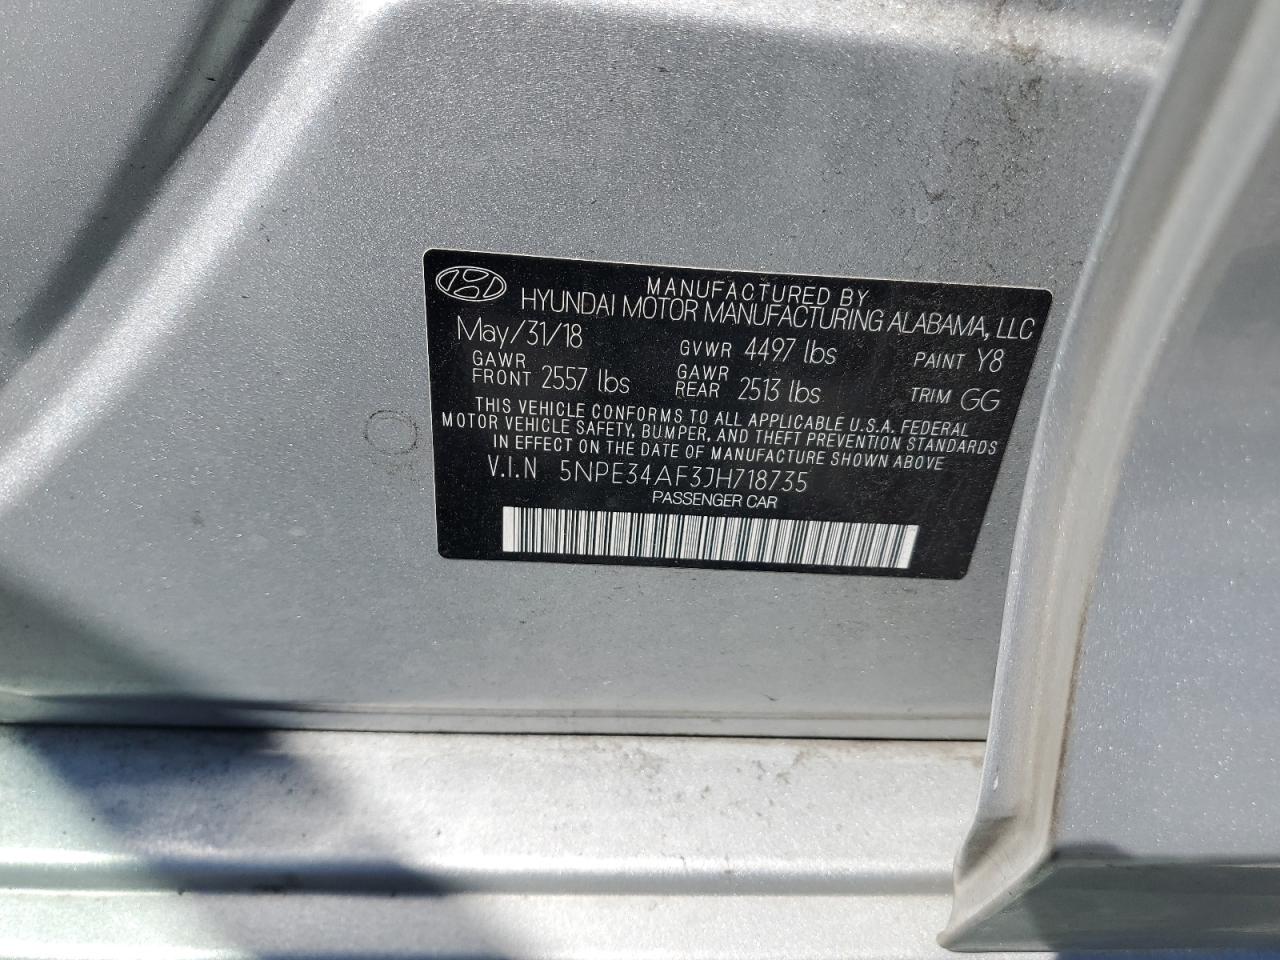 MANUFACTURED BY
HYUNDAI MOTOR MANUFACTURING ALABAMA, LLC
May/31/18 GVWR 4497 lbs PAINT Y8
GAWR FRONT 2557 lbs GAWR REAR 2513 lbs TRIM GG
THIS VEHICLE CONFORMS TO ALL APPLICABLE U.S.A. FEDERAL
MOTOR VEHICLE SAFETY, BUMPER, AND THEFT PREVENTION STANDARDS
IN EFFECT ON THE DATE OF MANUFACTURE SHOWN ABOVE
V.I.N 5NPE34AF3JH718735
PASSENGER CAR